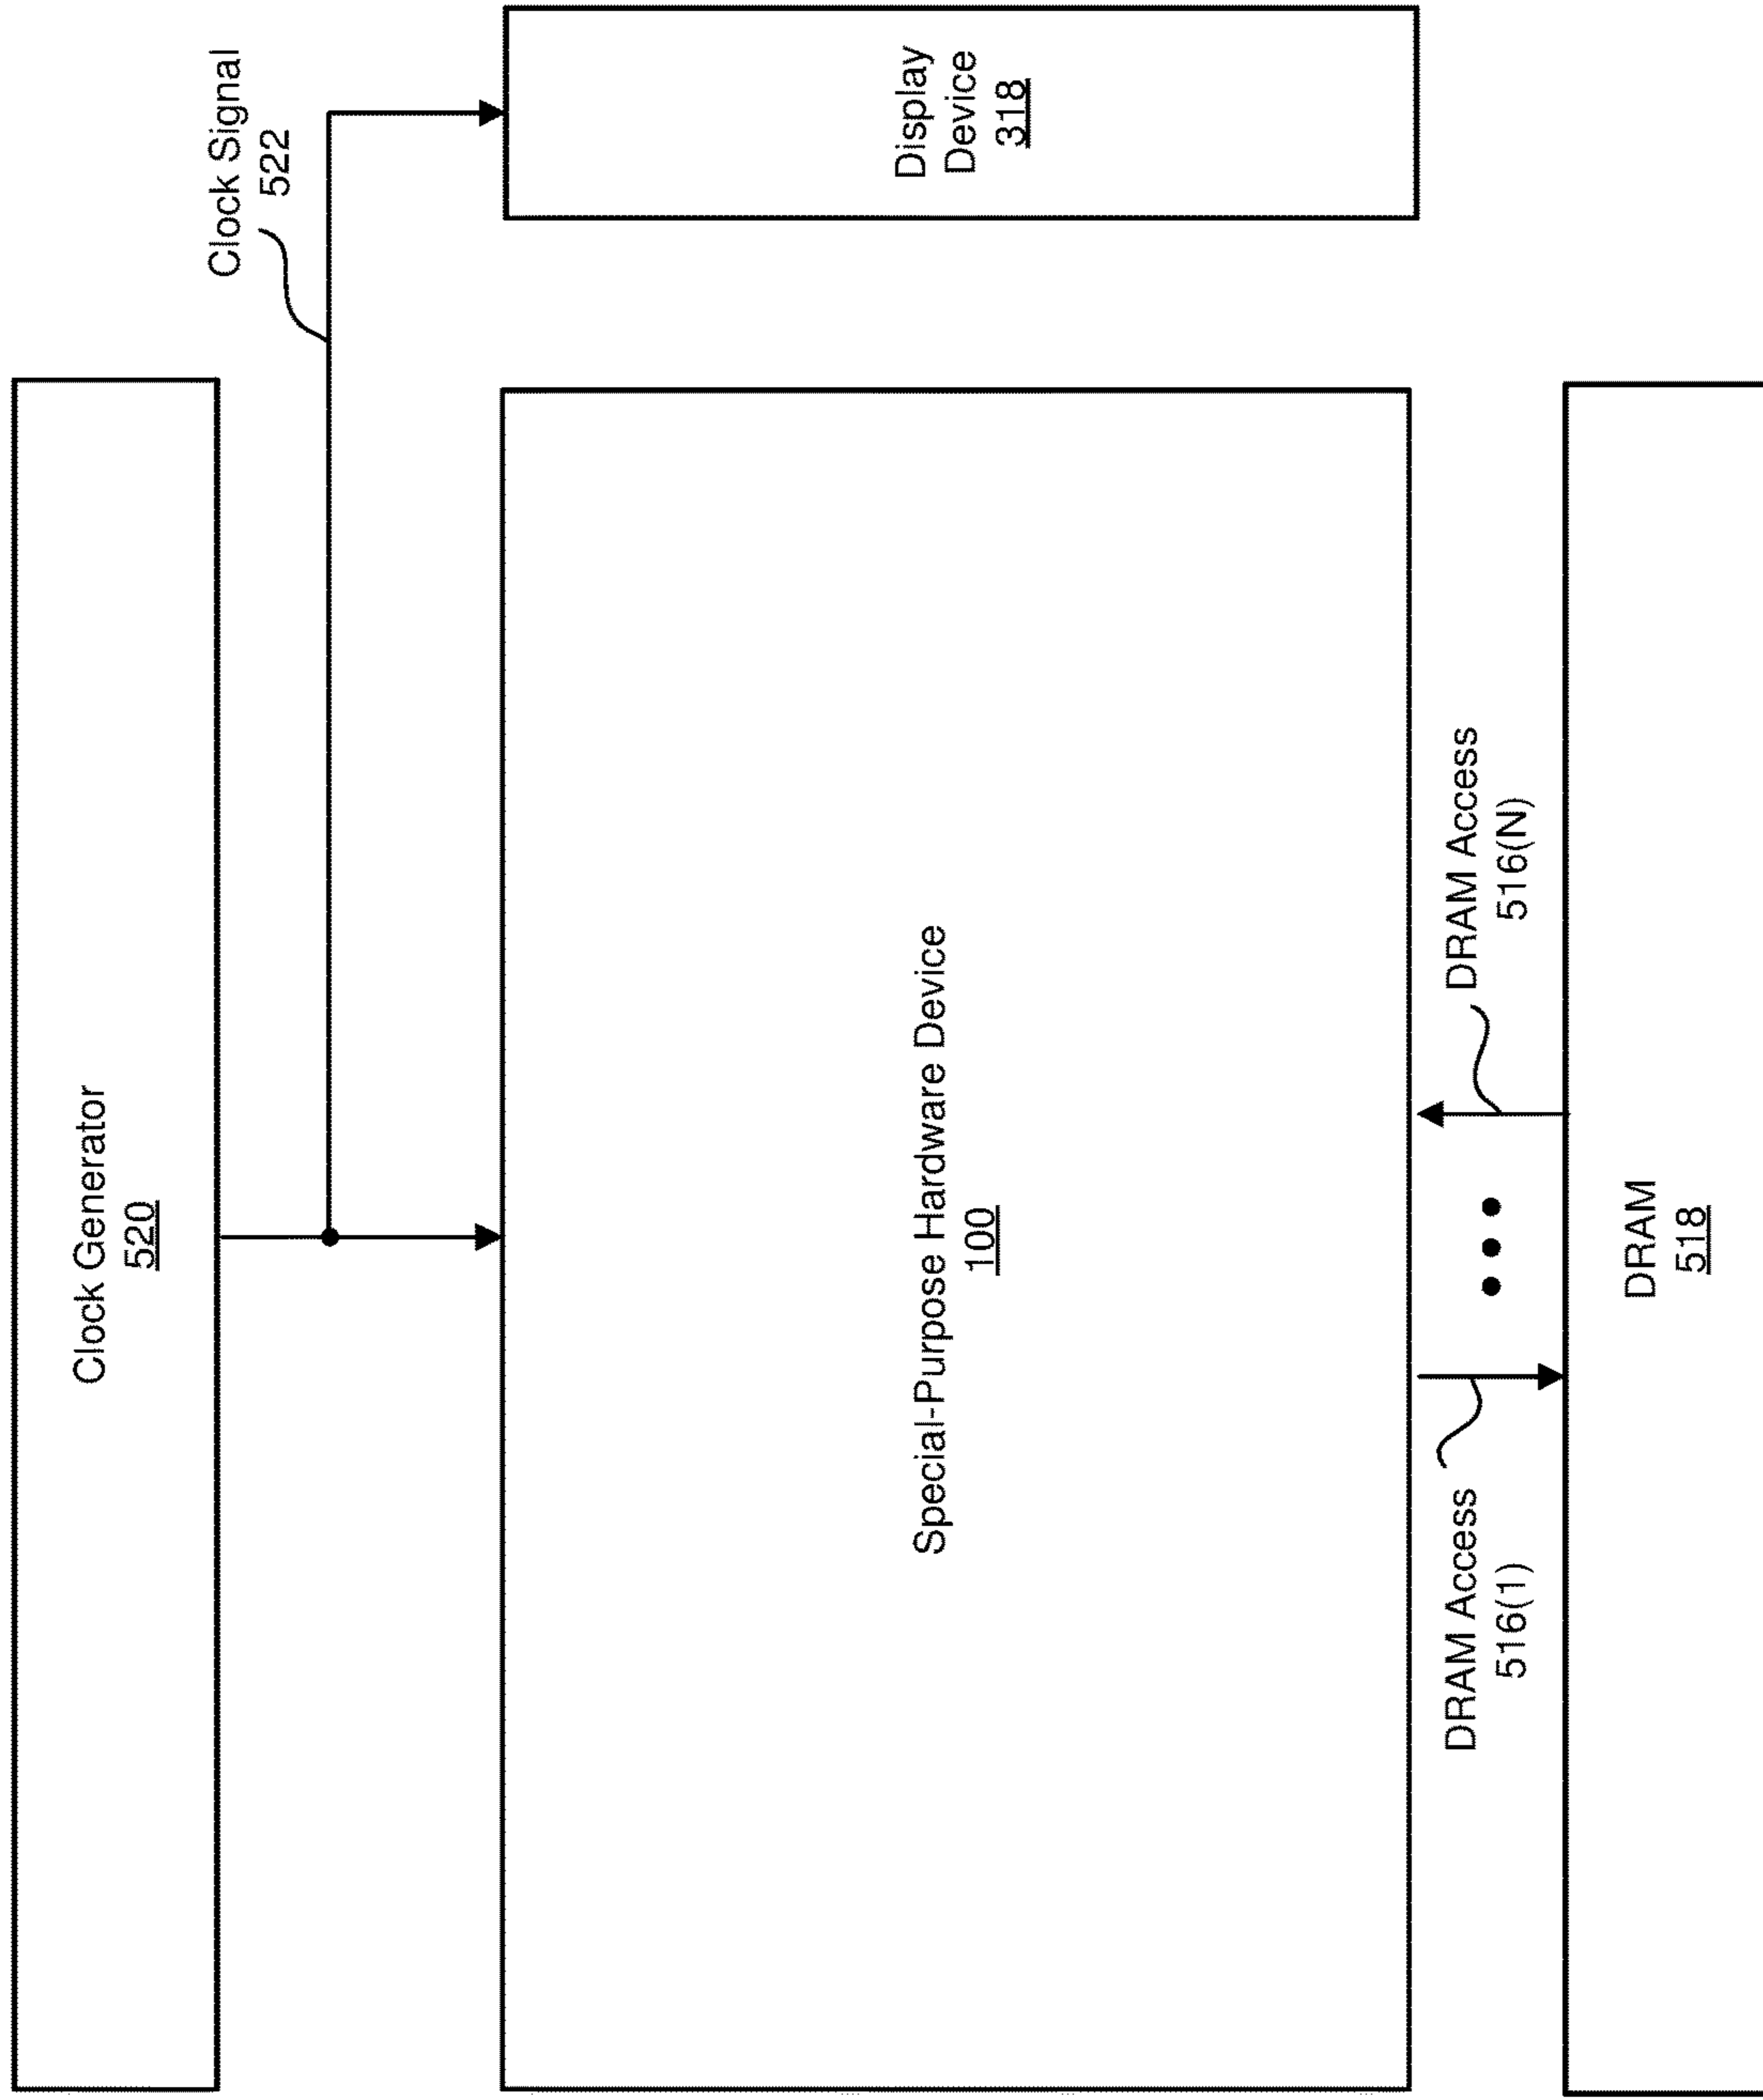 Clock Generator
520
Clock Signal
522
Special-Purpose Hardware Device
100
Display
Device
318
DRAM Access
516(1)
DRAM Access
516(N)
DRAM
518